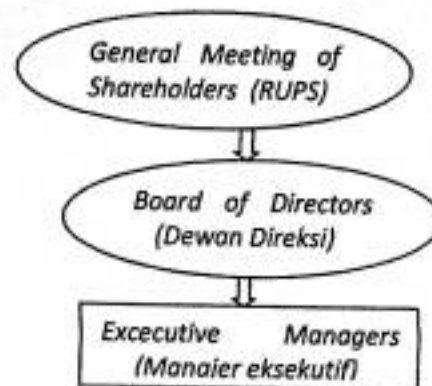 General Meeting of
Shareholders (RUPS)
Board of Directors
(Dewan Direksi)
Excecutive Managers
(Manajer eksekutif)